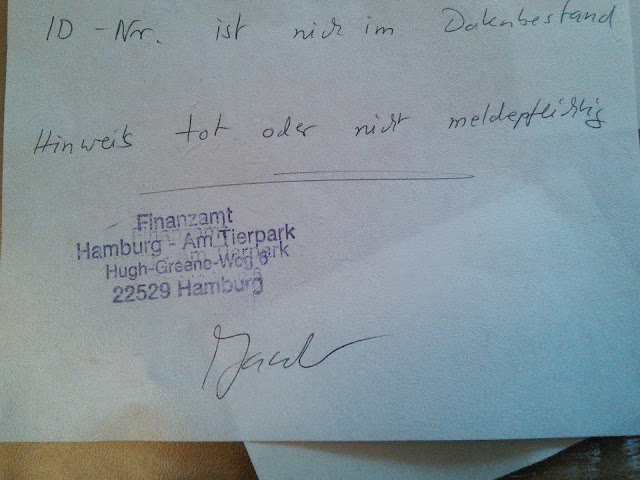 ID - Nr. ist nich im Datenbestand
Hinweis tot oder nicht meldepflichtig
Finanzamt
Hamburg - Am Tierpark
Hugh-Greene-Weg 6
22529 Hamburg